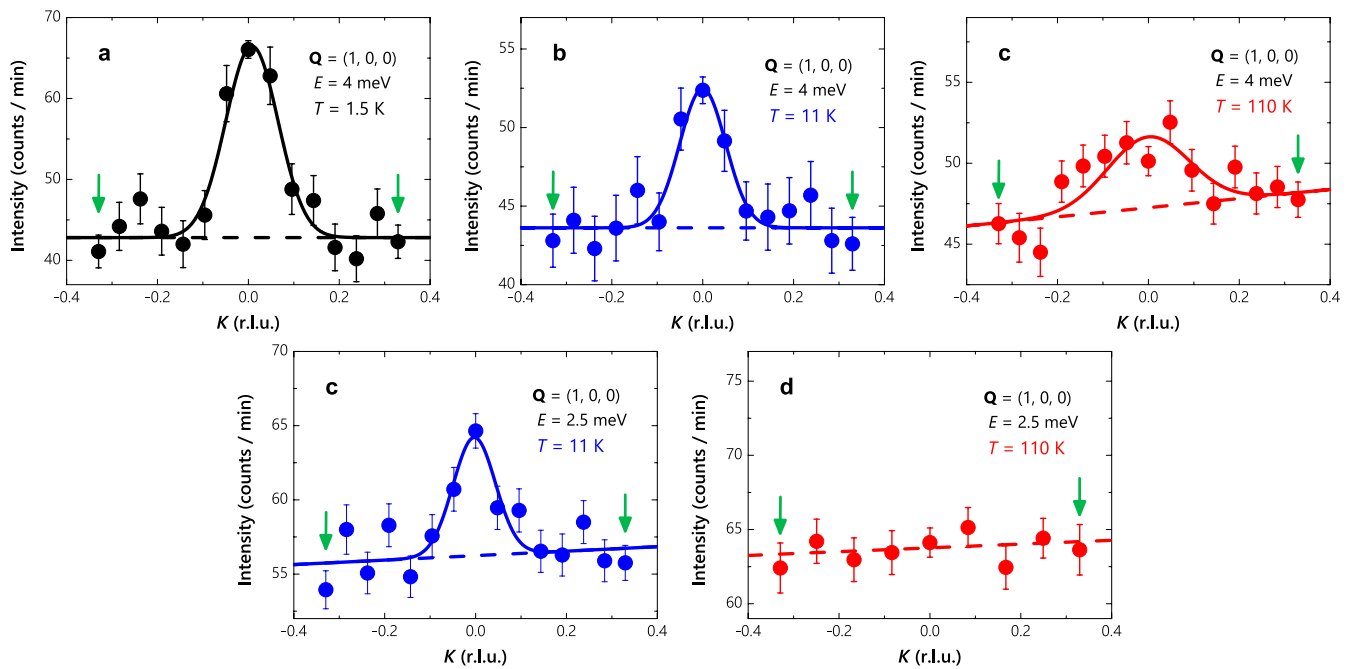 a
Q = (1, 0, 0)
E = 4 meV
T = 1.5 K
70
60
50
40
Intensity (counts / min)
-0.4
-0.2
0.0
0.2
0.4
K (r.l.u.)
b
Q = (1, 0, 0)
E = 4 meV
T = 11 K
55
50
45
40
Intensity (counts / min)
-0.4
-0.2
0.0
0.2
0.4
K (r.l.u.)
c
Q = (1, 0, 0)
E = 4 meV
T = 110 K
55
50
45
Intensity (counts / min)
-0.4
-0.2
0.0
0.2
0.4
K (r.l.u.)
c
Q = (1, 0, 0)
E = 2.5 meV
T = 11 K
70
65
60
55
Intensity (counts / min)
-0.4
-0.2
0.0
0.2
0.4
K (r.l.u.)
d
Q = (1, 0, 0)
E = 2.5 meV
T = 110 K
75
70
65
60
Intensity (counts / min)
-0.4
-0.2
0.0
0.2
0.4
K (r.l.u.)